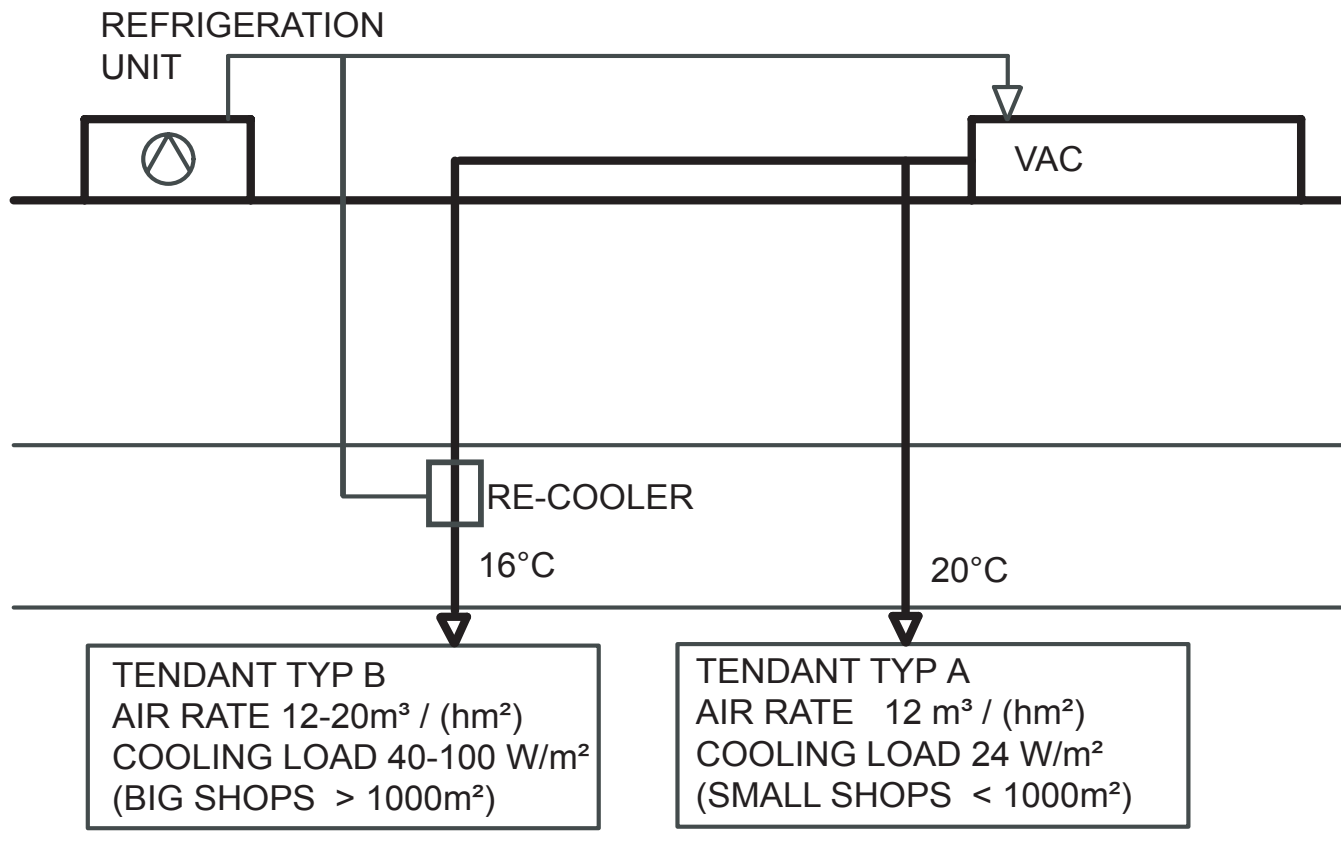 REFRIGERATION
UNIT
VAC
RE-COOLER
16°C
20°C
TENDANT TYP B
AIR RATE 12-20m³ / (hm²)
COOLING LOAD 40-100 W/m²
(BIG SHOPS > 1000m²)
TENDANT TYP A
AIR RATE 12 m³ / (hm²)
COOLING LOAD 24 W/m²
(SMALL SHOPS < 1000m²)